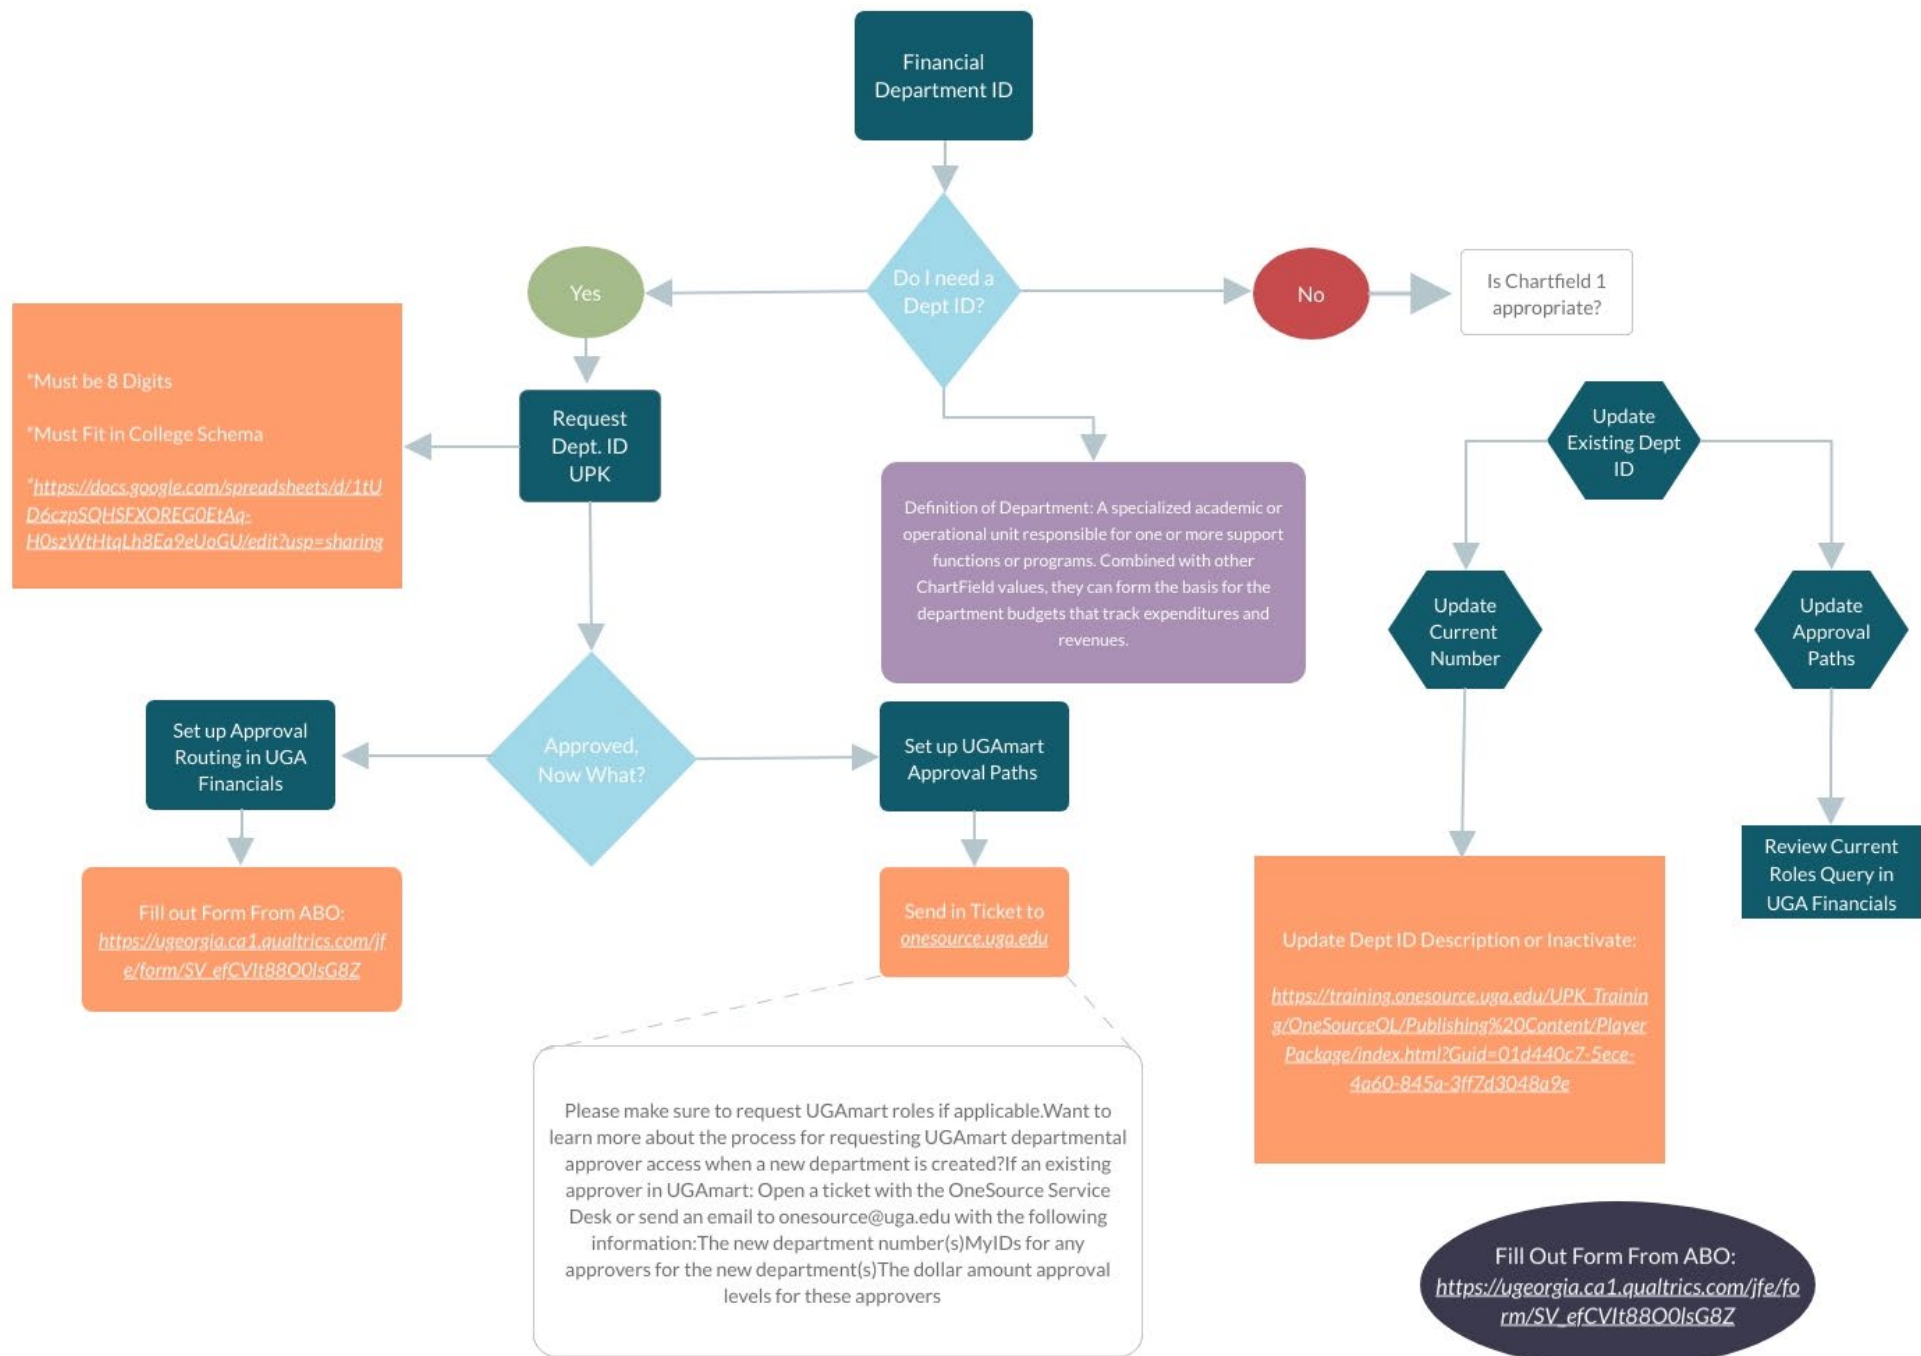 Financial
Department ID
Do I need a
Dept ID?
Yes
No
Is Chartfield 1
appropriate?
*Must be 8 Digits
*Must Fit in College Schema
*https://docs.google.com/spreadsheets/d/1tU
D6czpSQHSFXOREG0EtAq-
H0szWtHtqLh8Ea9eUoGU/edit?usp=sharing
Request
Dept. ID
UPK
Definition of Department: A specialized academic or
operational unit responsible for one or more support
functions or programs. Combined with other
ChartField values, they can form the basis for the
department budgets that track expenditures and
revenues.
Update
Existing Dept
ID
Update
Current
Number
Update
Approval
Paths
Set up Approval
Routing in UGA
Financials
Approved,
Now What?
Set up UGAmart
Approval Paths
Fill out Form From ABO:
https://ugeorgia.ca1.qualtrics.com/jf
e/form/SV_efCVIt88O0lsG8Z
Send in Ticket to
onesource.uga.edu
Review Current
Roles Query in
UGA Financials
Update Dept ID Description or Inactivate:
https://training.onesource.uga.edu/UPK_Trainin
g/OneSourceOL/Publishing%20Content/Player
Package/index.html?Guid=01d440c7-5ece-
4a60-845a-3ff7d3048a9e
Please make sure to request UGAmart roles if applicable.Want to
learn more about the process for requesting UGAmart departmental
approver access when a new department is created?If an existing
approver in UGAmart: Open a ticket with the OneSource Service
Desk or send an email to onesource@uga.edu with the following
information:The new department number(s)MyIDs for any
approvers for the new department(s)The dollar amount approval
levels for these approvers
Fill Out Form From ABO:
https://ugeorgia.ca1.qualtrics.com/jfe/fo
rm/SV_efCVIt88O0lsG8Z